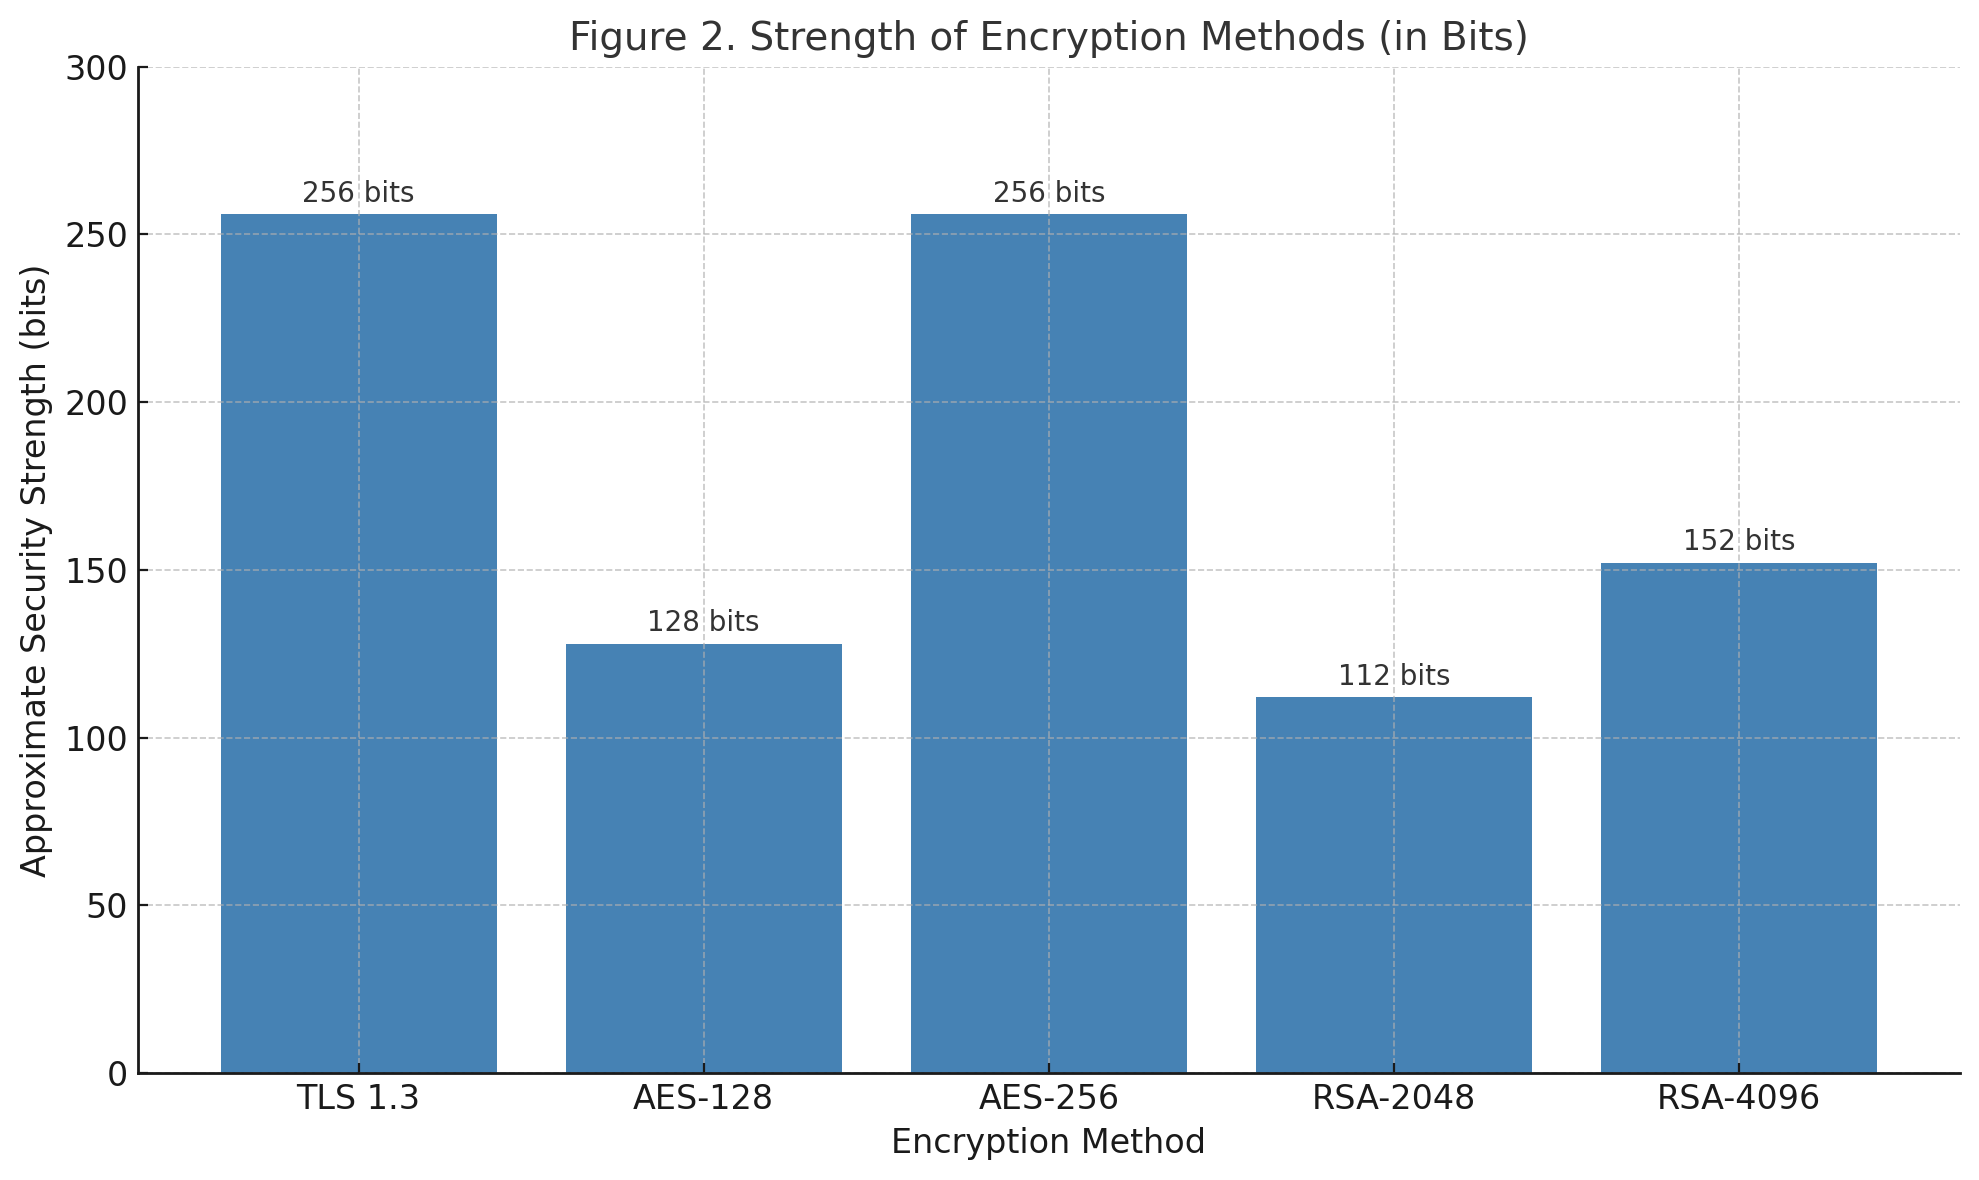 Figure 2. Strength of Encryption Methods (in Bits)
Approximate Security Strength (bits)
300
250
200
150
100
50
0
256 bits
128 bits
256 bits
112 bits
152 bits
TLS 1.3
AES-128
AES-256
RSA-2048
RSA-4096
Encryption Method